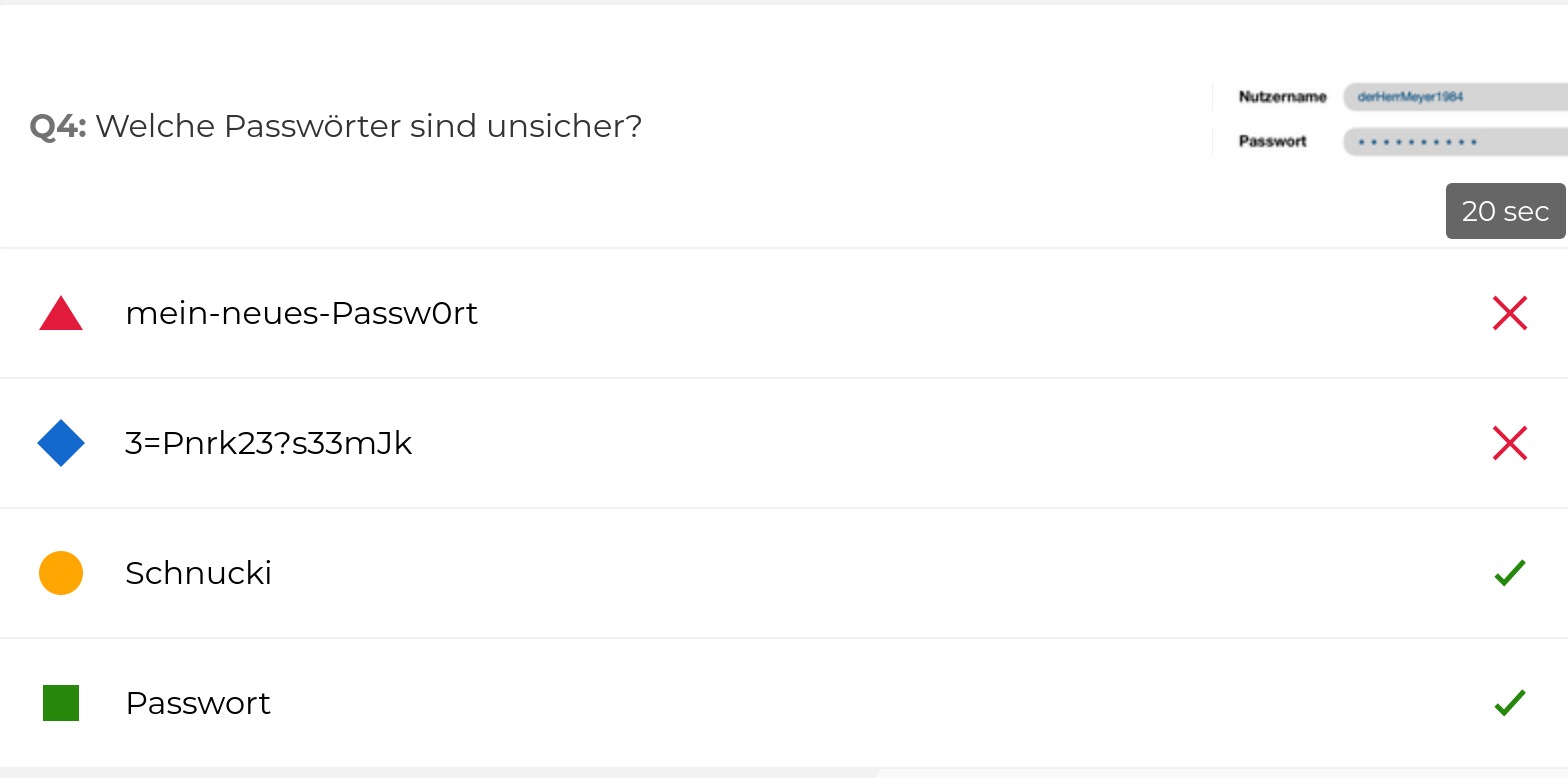 Q4: Welche Passwörter sind unsicher?
Nutzername derHerrMeyer1984
Passwort ••••••••••
20 sec
mein-neues-Passw0rt
3=Pnrk23?s33mJk
Schnucki
Passwort